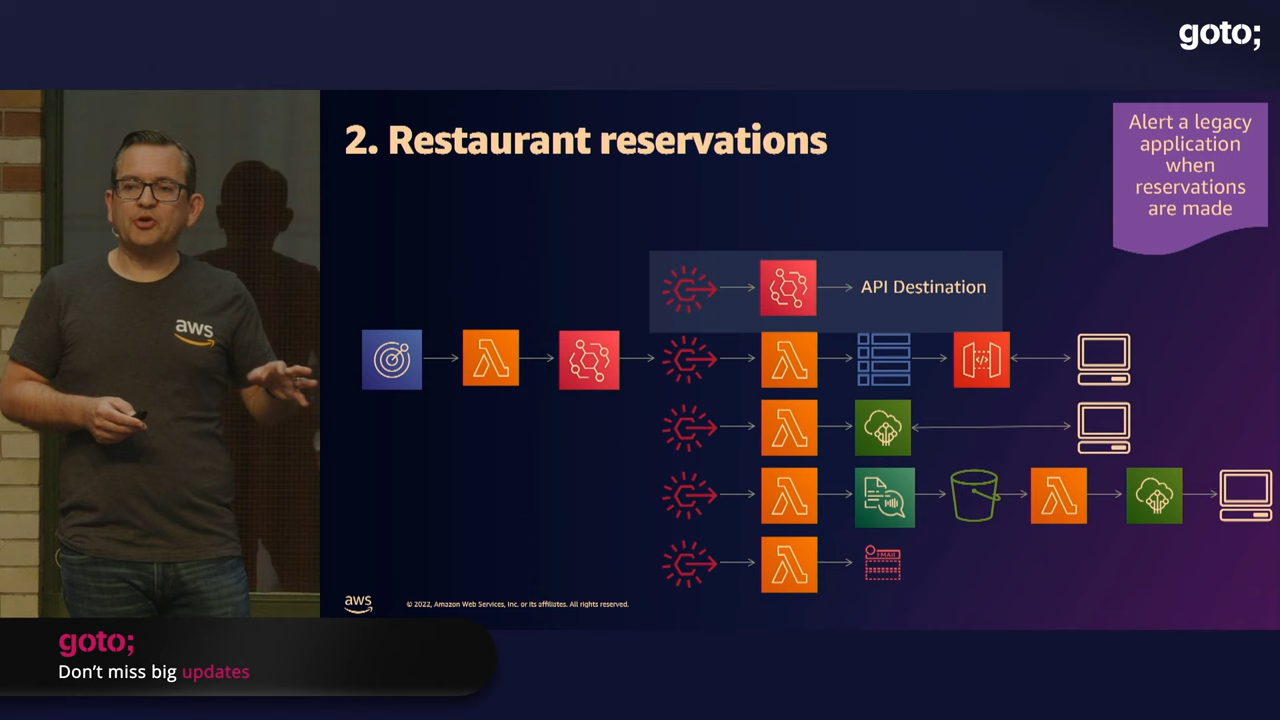 goto;
2. Restaurant reservations
Alert a legacy
application
when
reservations
are made
API Destination
aws
EMAIL
aws
© 2022, Amazon Web Services, Inc. or its affiliates. All rights reserved.
goto;
Don't miss big updates